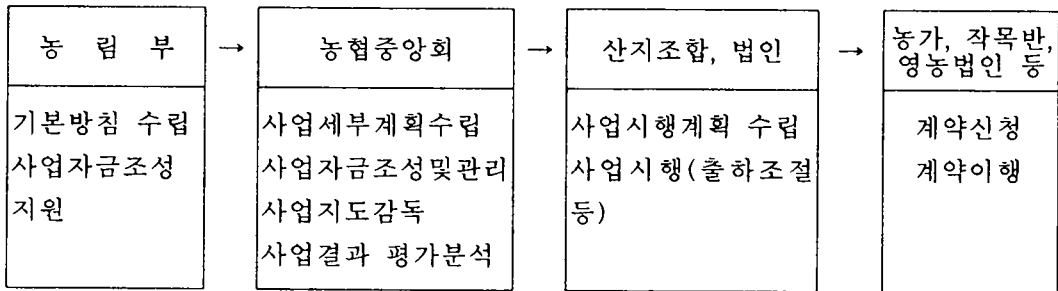 농 림 부 → 농협중앙회 → 산지조합, 법인 → 농가, 작목반, 영농법인 등
기본방침 수립
사업자금조성
지원
사업세부계획수립
사업자금조성및관리
사업지도감독
사업결과 평가분석
사업시행계획 수립
사업시행(출하조절
등)
계약신청
계약이행